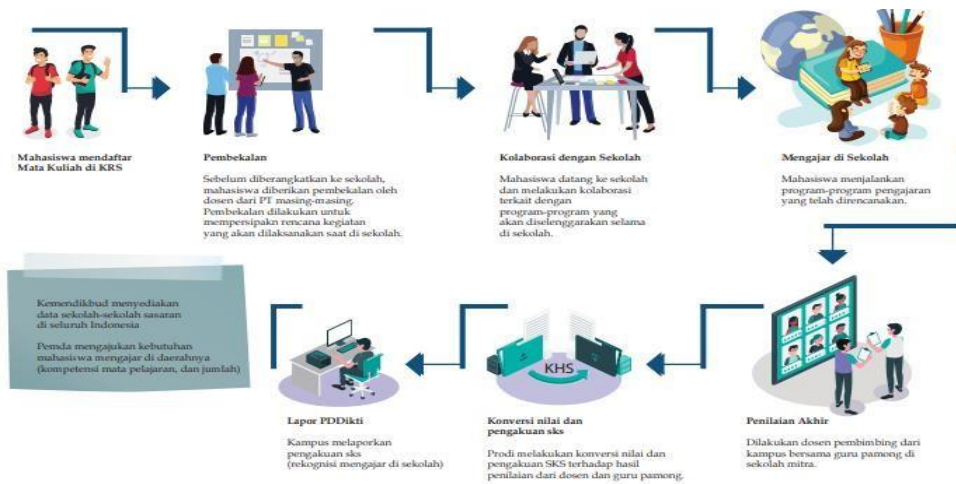 Mahasiswa mendaftar
Mata Kuliah di KRS
Pembekalan
Sebelum diberangkatkan ke sekolah,
mahasiswa diberikan pembekalan oleh
dosen dari PT masing-masing.
Pembekalan dilakukan untuk
mempersipakn rencana kegiatan
yang akan dilaksanakan saat di sekolah.
Kolaborasi dengan Sekolah
Mahasiswa datang ke sekolah
dan melakukan kolaborasi
terkait dengan
program-program yang
akan diselenggarakan selama
di sekolah.
Mengajar di Sekolah
Mahasiswa menjalankan
program-program pengajaran
yang telah direncanakan.
Kemendikbud menyediakan
data sekolah-sekolah sasaran
di seluruh Indonesia
Pemda mengajukan kebutuhan
mahasiswa mengajar di daerahnya
(kompetensi mata pelajaran, dan jumlah)
Lapor PDDikti
Kampus melaporkan
pengakuan sks
(rekognisi mengajar di sekolah)
KHS
Konversi nilai dan
pengakuan sks
Prodi melakukan konversi nilai dan
pengakuan SKS terhadap hasil
penilaian dari dosen dan guru pamong.
Penilaian Akhir
Dilakukan dosen pembimbing dari
kampus bersama guru pamong di
sekolah mitra.